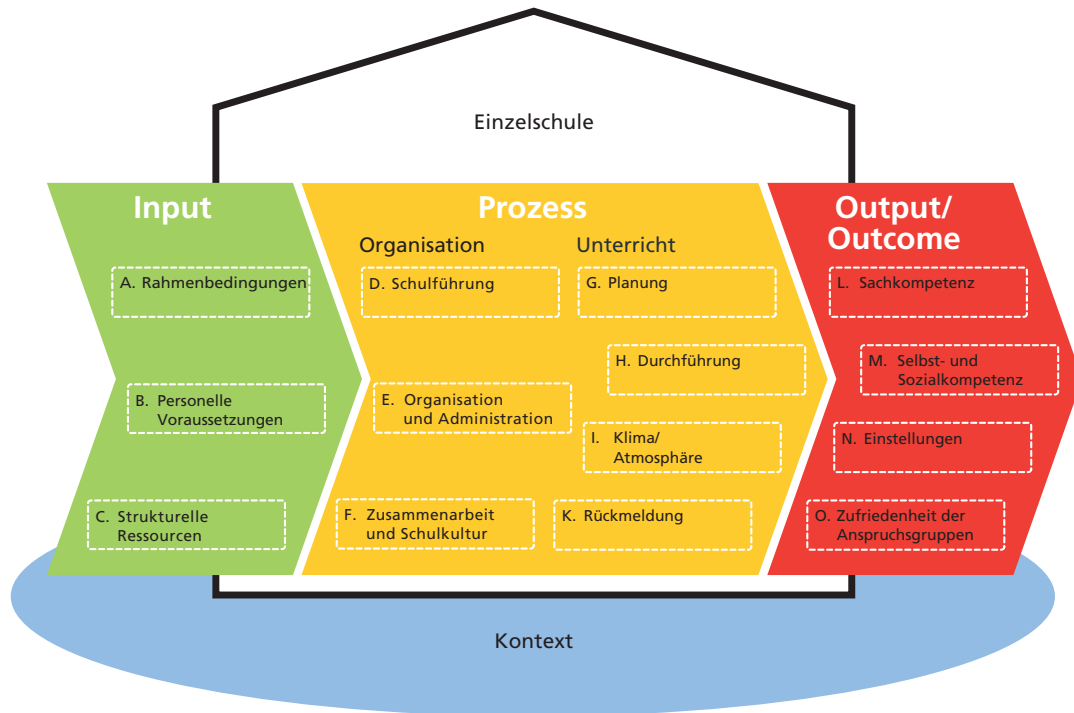 Einzelschule
Input
A. Rahmenbedingungen
B. Personelle
Voraussetzungen
C. Strukturelle
Ressourcen
Prozess
Organisation
D. Schulführung
E. Organisation
und Administration
F. Zusammenarbeit
und Schulkultur
Unterricht
G. Planung
H. Durchführung
I. Klima/
Atmosphäre
K. Rückmeldung
Output/
Outcome
L. Sachkompetenz
M. Selbst- und
Sozialkompetenz
N. Einstellungen
O. Zufriedenheit der
Anspruchsgruppen
Kontext